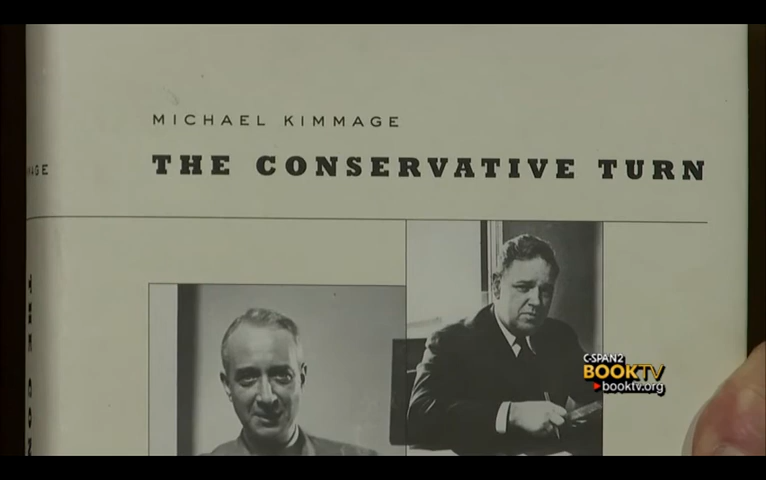 MICHAEL KIMMAGE
THE CONSERVATIVE TURN
C-SPAN2
BOOKTV
booktv.org